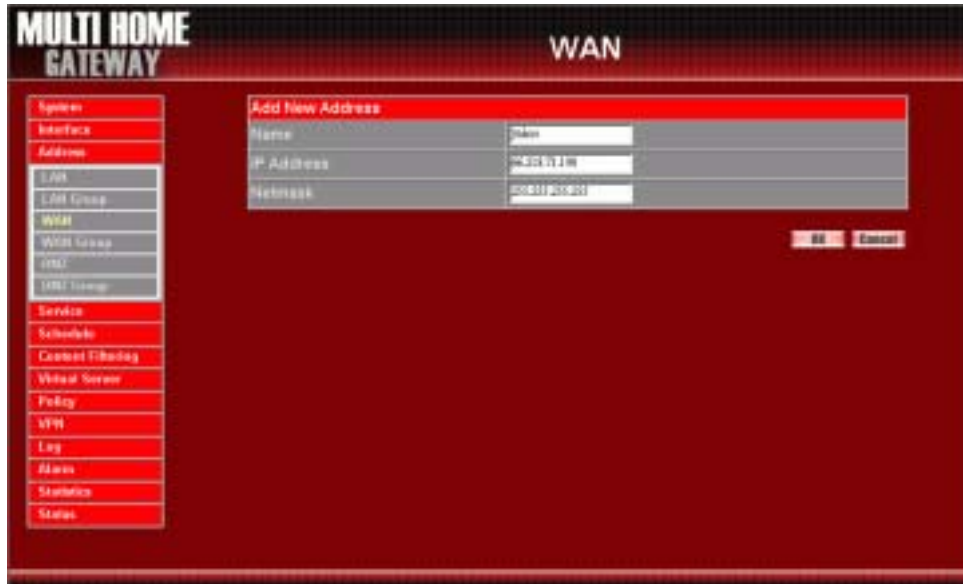 MULTI HOME
GATEWAY
WAN
System
Interface
Address
LAN
LAN Group
WAN
WAN Group
DMZ
DMZ Group
Service
Schedule
Content Filtering
Virtual Server
Policy
VPN
Log
Alarm
Statistics
Status
Add New Address
Name
IP Address
Netmask
OK Cancel